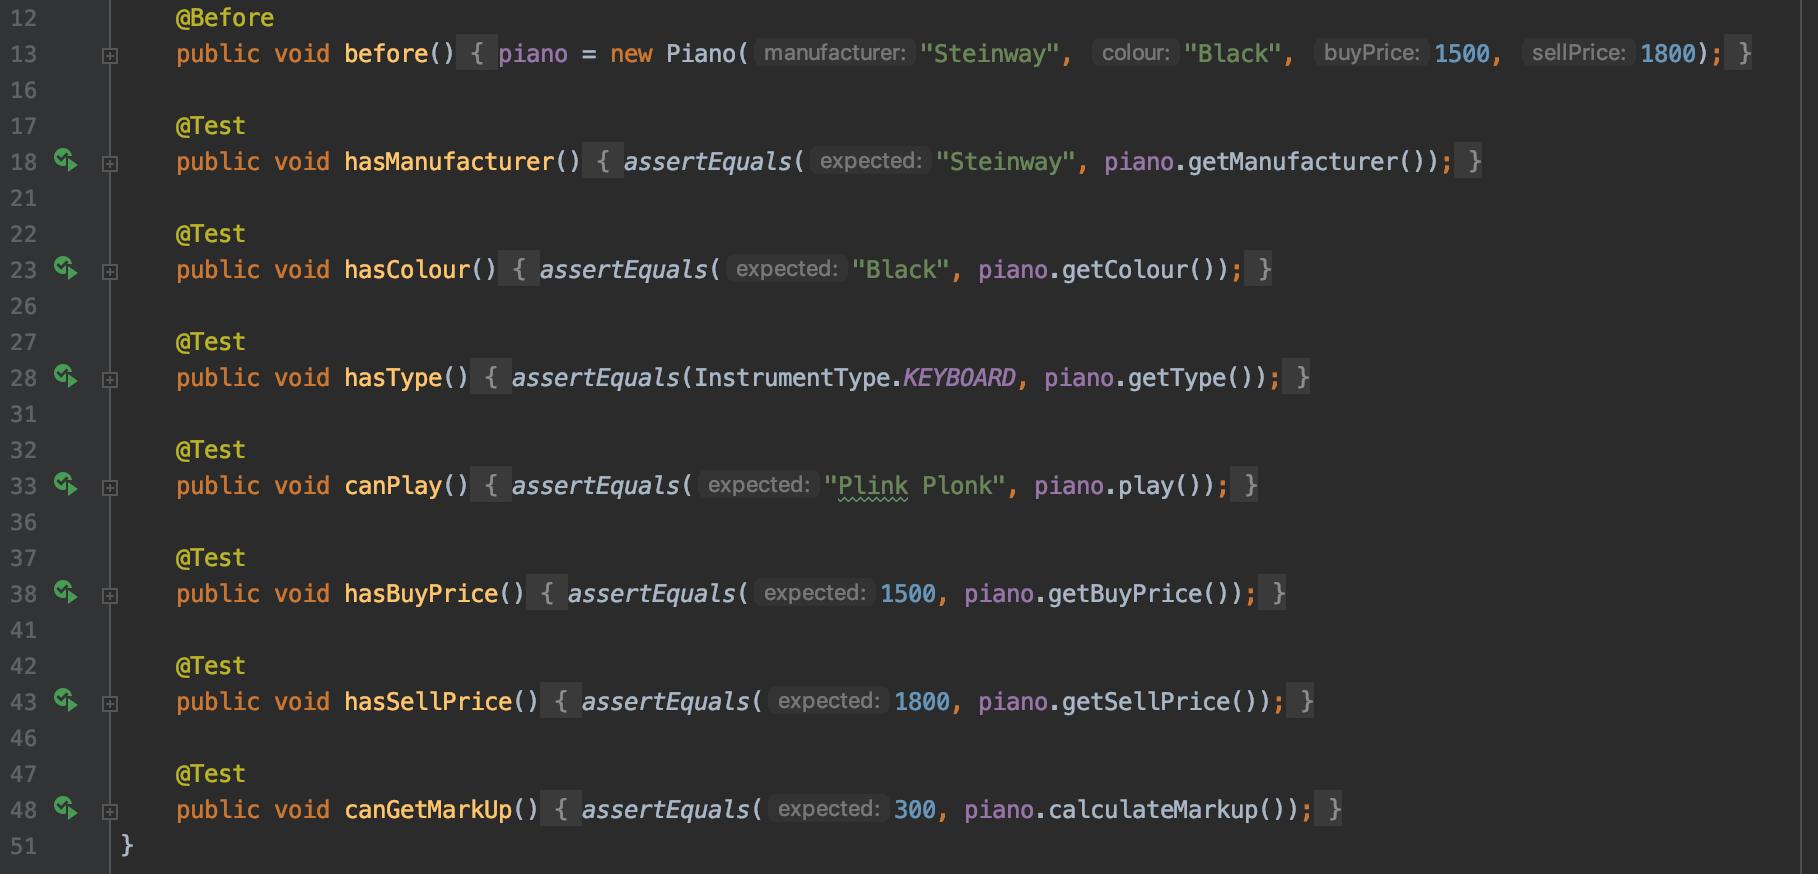 12 @Before
13 public void before() { piano = new Piano( manufacturer: "Steinway", colour: "Black", buyPrice: 1500, sellPrice: 1800); }
16
17 @Test
18 public void hasManufacturer() { assertEquals( expected: "Steinway", piano.getManufacturer()); }
21
22 @Test
23 public void hasColour() { assertEquals( expected: "Black", piano.getColour()); }
26
27 @Test
28 public void hasType() { assertEquals(InstrumentType.KEYBOARD, piano.getType()); }
31
32 @Test
33 public void canPlay() { assertEquals( expected: "Plink Plonk", piano.play()); }
36
37 @Test
38 public void hasBuyPrice() { assertEquals( expected: 1500, piano.getBuyPrice()); }
41
42 @Test
43 public void hasSellPrice() { assertEquals( expected: 1800, piano.getSellPrice()); }
46
47 @Test
48 public void canGetMarkUp() { assertEquals( expected: 300, piano.calculateMarkup()); }
51 }